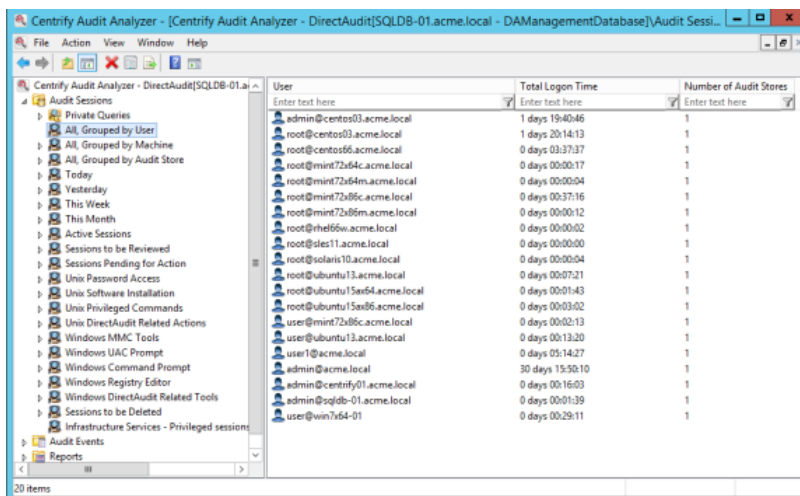 Centrify Audit Analyzer - [Centrify Audit Analyzer - DirectAudit[SQLDB-01.acme.local - DAManagementDatabase]\Audit Sessi...
File Action View Window Help
Centrify Audit Analyzer - DirectAudit[SQLDB-01.a
Audit Sessions
Private Queries
All, Grouped by User
All, Grouped by Machine
All, Grouped by Audit Store
Today
Yesterday
This Week
This Month
Active Sessions
Sessions to be Reviewed
Sessions Pending for Action
Unix Password Access
Unix Software Installation
Unix Privileged Commands
Unix DirectAudit Related Actions
Windows MMC Tools
Windows UAC Prompt
Windows Command Prompt
Windows Registry Editor
Windows DirectAudit Related Tools
Sessions to be Deleted
Infrastructure Services - Privileged sessions
Audit Events
Reports
User Total Logon Time Number of Audit Stores
Enter text here Enter text here Enter text here
admin@centos03.acme.local 1 days 19:40:46 1
root@centos03.acme.local 1 days 20:14:13 1
root@centos66.acme.local 0 days 03:37:37 1
root@mint72x64c.acme.local 0 days 00:00:17 1
root@mint72x64m.acme.local 0 days 00:00:04 1
root@mint72x86c.acme.local 0 days 00:37:16 1
root@mint72x86m.acme.local 0 days 00:00:12 1
root@rhel66w.acme.local 0 days 00:00:02 1
root@sles11.acme.local 0 days 00:00:00 1
root@solaris10.acme.local 0 days 00:00:04 1
root@ubuntu13.acme.local 0 days 00:07:21 1
root@ubuntu15ax64.acme.local 0 days 00:01:43 1
root@ubuntu15ax86.acme.local 0 days 00:03:02 1
user@mint72x86c.acme.local 0 days 00:02:13 1
user@ubuntu13.acme.local 0 days 00:13:20 1
user1@acme.local 0 days 05:14:27 1
admin@acme.local 30 days 15:50:10 1
admin@centrify01.acme.local 0 days 00:16:03 1
admin@sqldb-01.acme.local 0 days 00:01:39 1
user@win7x64-01 0 days 00:29:11 1
20 items